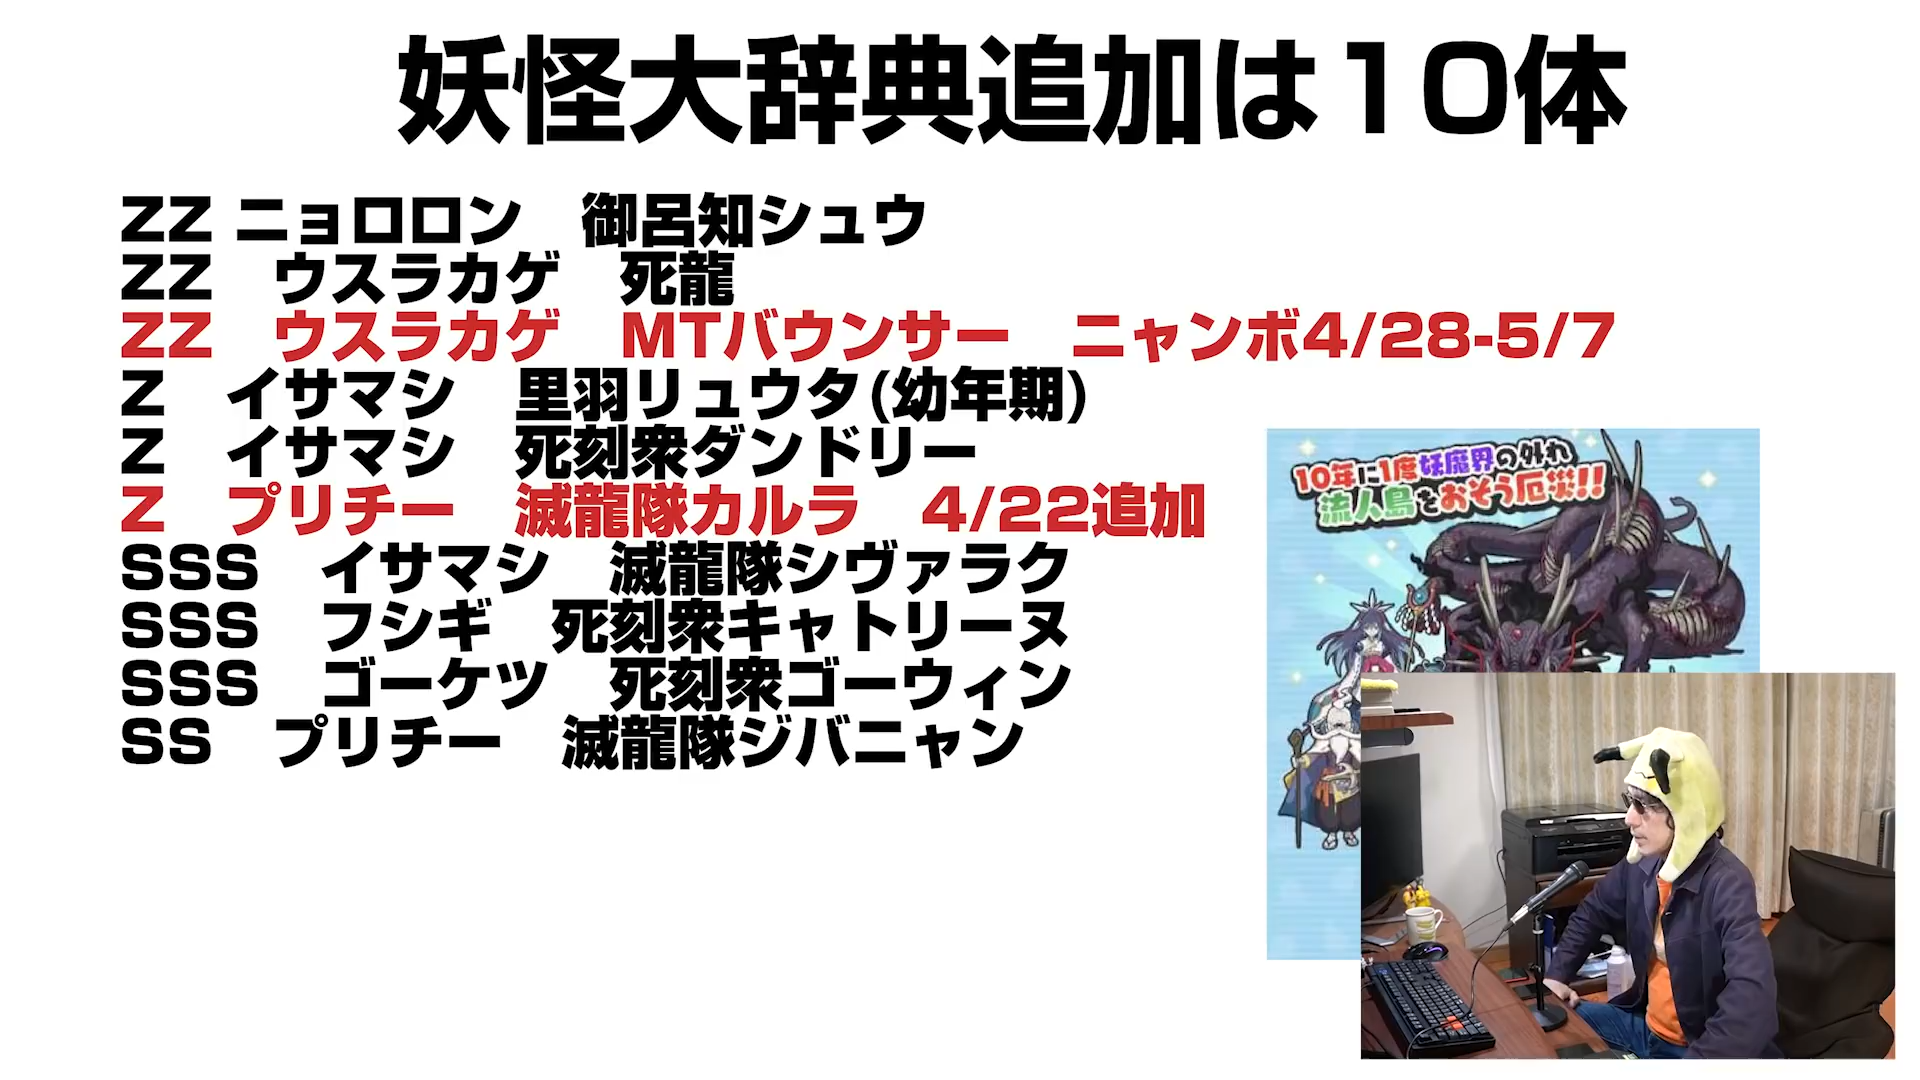 妖怪大辞典追加は10体
ZZ ニョロロン　御呂知シュウ
ZZ　ウスラカゲ　死龍
ZZ　ウスラカゲ　MTバウンサー　ニャンボ4/28-5/7
Z　イサマシ　里羽リュウタ(幼年期)
Z　イサマシ　死刻衆ダンドリー
Z　プリチー　滅龍隊カルラ　4/22追加
SSS　イサマシ　滅龍隊シヴァラク
SSS　フシギ　死刻衆キャトリーヌ
SSS　ゴーケツ　死刻衆ゴーウィン
SS　プリチー　滅龍隊ジバニャン
10年に1度妖魔界の外れ
流人島をおそう厄災!!